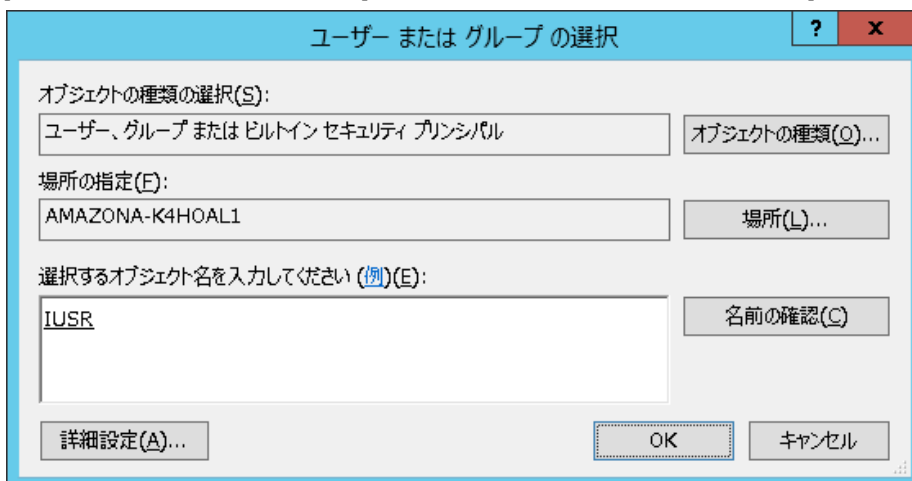 ユーザー または グループ の選択
? x
オブジェクトの種類の選択(S):
ユーザー、グループ または ビルトイン セキュリティ プリンシパル
オブジェクトの種類(O)...
場所の指定(F):
AMAZONA-K4HOAL1
場所(L)...
選択するオブジェクト名を入力してください (例)(E):
IUSR
名前の確認(C)
詳細設定(A)...
OK
キャンセル